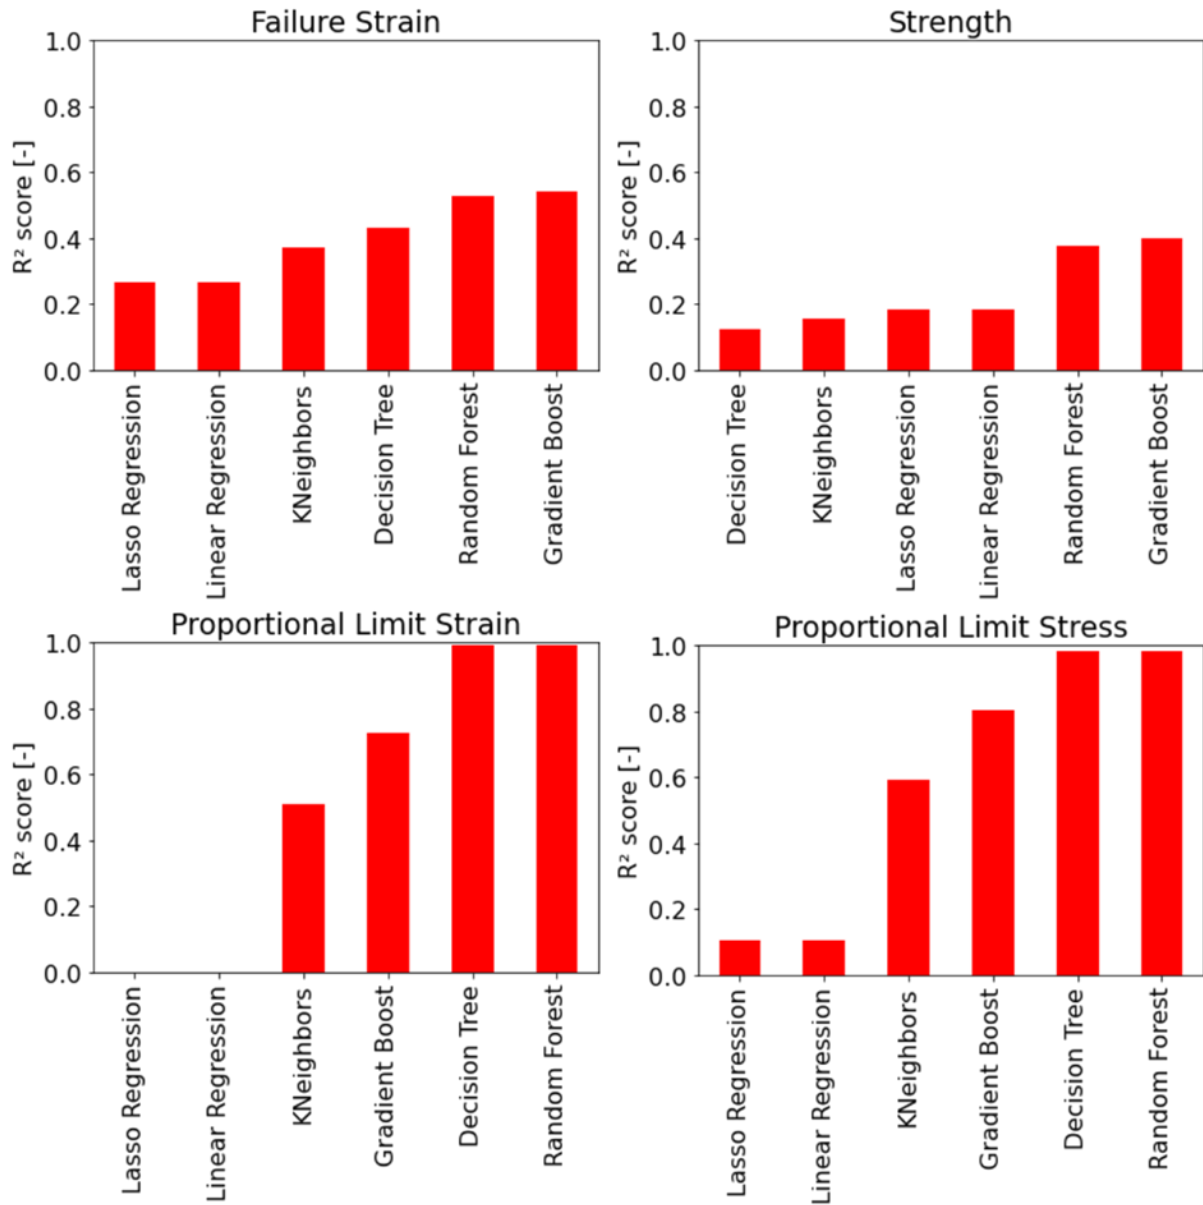 Failure Strain
R² score [-]
1.0
0.8
0.6
0.4
0.2
0.0
Lasso Regression
Linear Regression
KNeighbors
Decision Tree
Random Forest
Gradient Boost
Strength
R² score [-]
1.0
0.8
0.6
0.4
0.2
0.0
Decision Tree
KNeighbors
Lasso Regression
Linear Regression
Random Forest
Gradient Boost
Proportional Limit Strain
R² score [-]
1.0
0.8
0.6
0.4
0.2
0.0
Lasso Regression
Linear Regression
KNeighbors
Gradient Boost
Decision Tree
Random Forest
Proportional Limit Stress
R² score [-]
1.0
0.8
0.6
0.4
0.2
0.0
Lasso Regression
Linear Regression
KNeighbors
Gradient Boost
Decision Tree
Random Forest